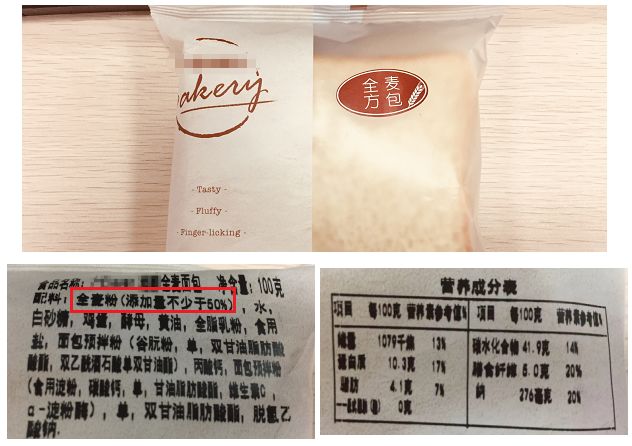 akery
- Tasty -
- Fluffy -
- Finger-licking -
全麦
方包
食品名称: 全麦面包 净含量: 100克
配料: 全麦粉(添加量不少于50%), 水,
白砂糖, 鸡蛋, 酵母, 黄油, 全脂乳粉, 食用
盐, 面包预拌粉(谷朊粉, 单, 双甘油脂肪酸
酯, 双乙酰酒石酸单双甘油酯), 丙酸钙, 面包预拌粉
(食用淀粉, 碳酸钙, 单, 双甘油脂肪酸酯, 维生素C,
α-淀粉酶), 单, 双甘油脂肪酸酯, 脱氢乙
酸钠.
营养成分表
项目 每100克 营养素参考值%
能量 1079千焦 13%
蛋白质 10.3克 17%
脂肪 4.1克 7%
0克
项目 每100克 营养素参考值%
碳水化合物 41.9克 14%
膳食纤维 5.0克 20%
钠 276毫克 20%